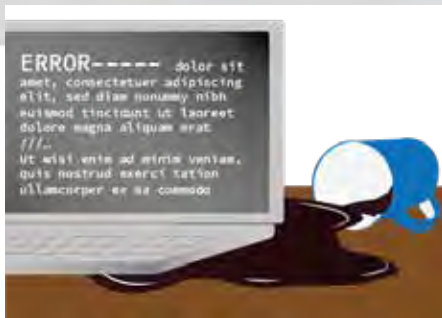 ERROR----- dolor sit
amet, consectetuer adipiscing
elit, sed diam nonummy nibh
euismod tincidunt ut laoreet
dolore magna aliquam erat
///…
Ut wisi enim ad minim veniam,
quis nostrud exerci tation
ullamcorper ex ea commodo